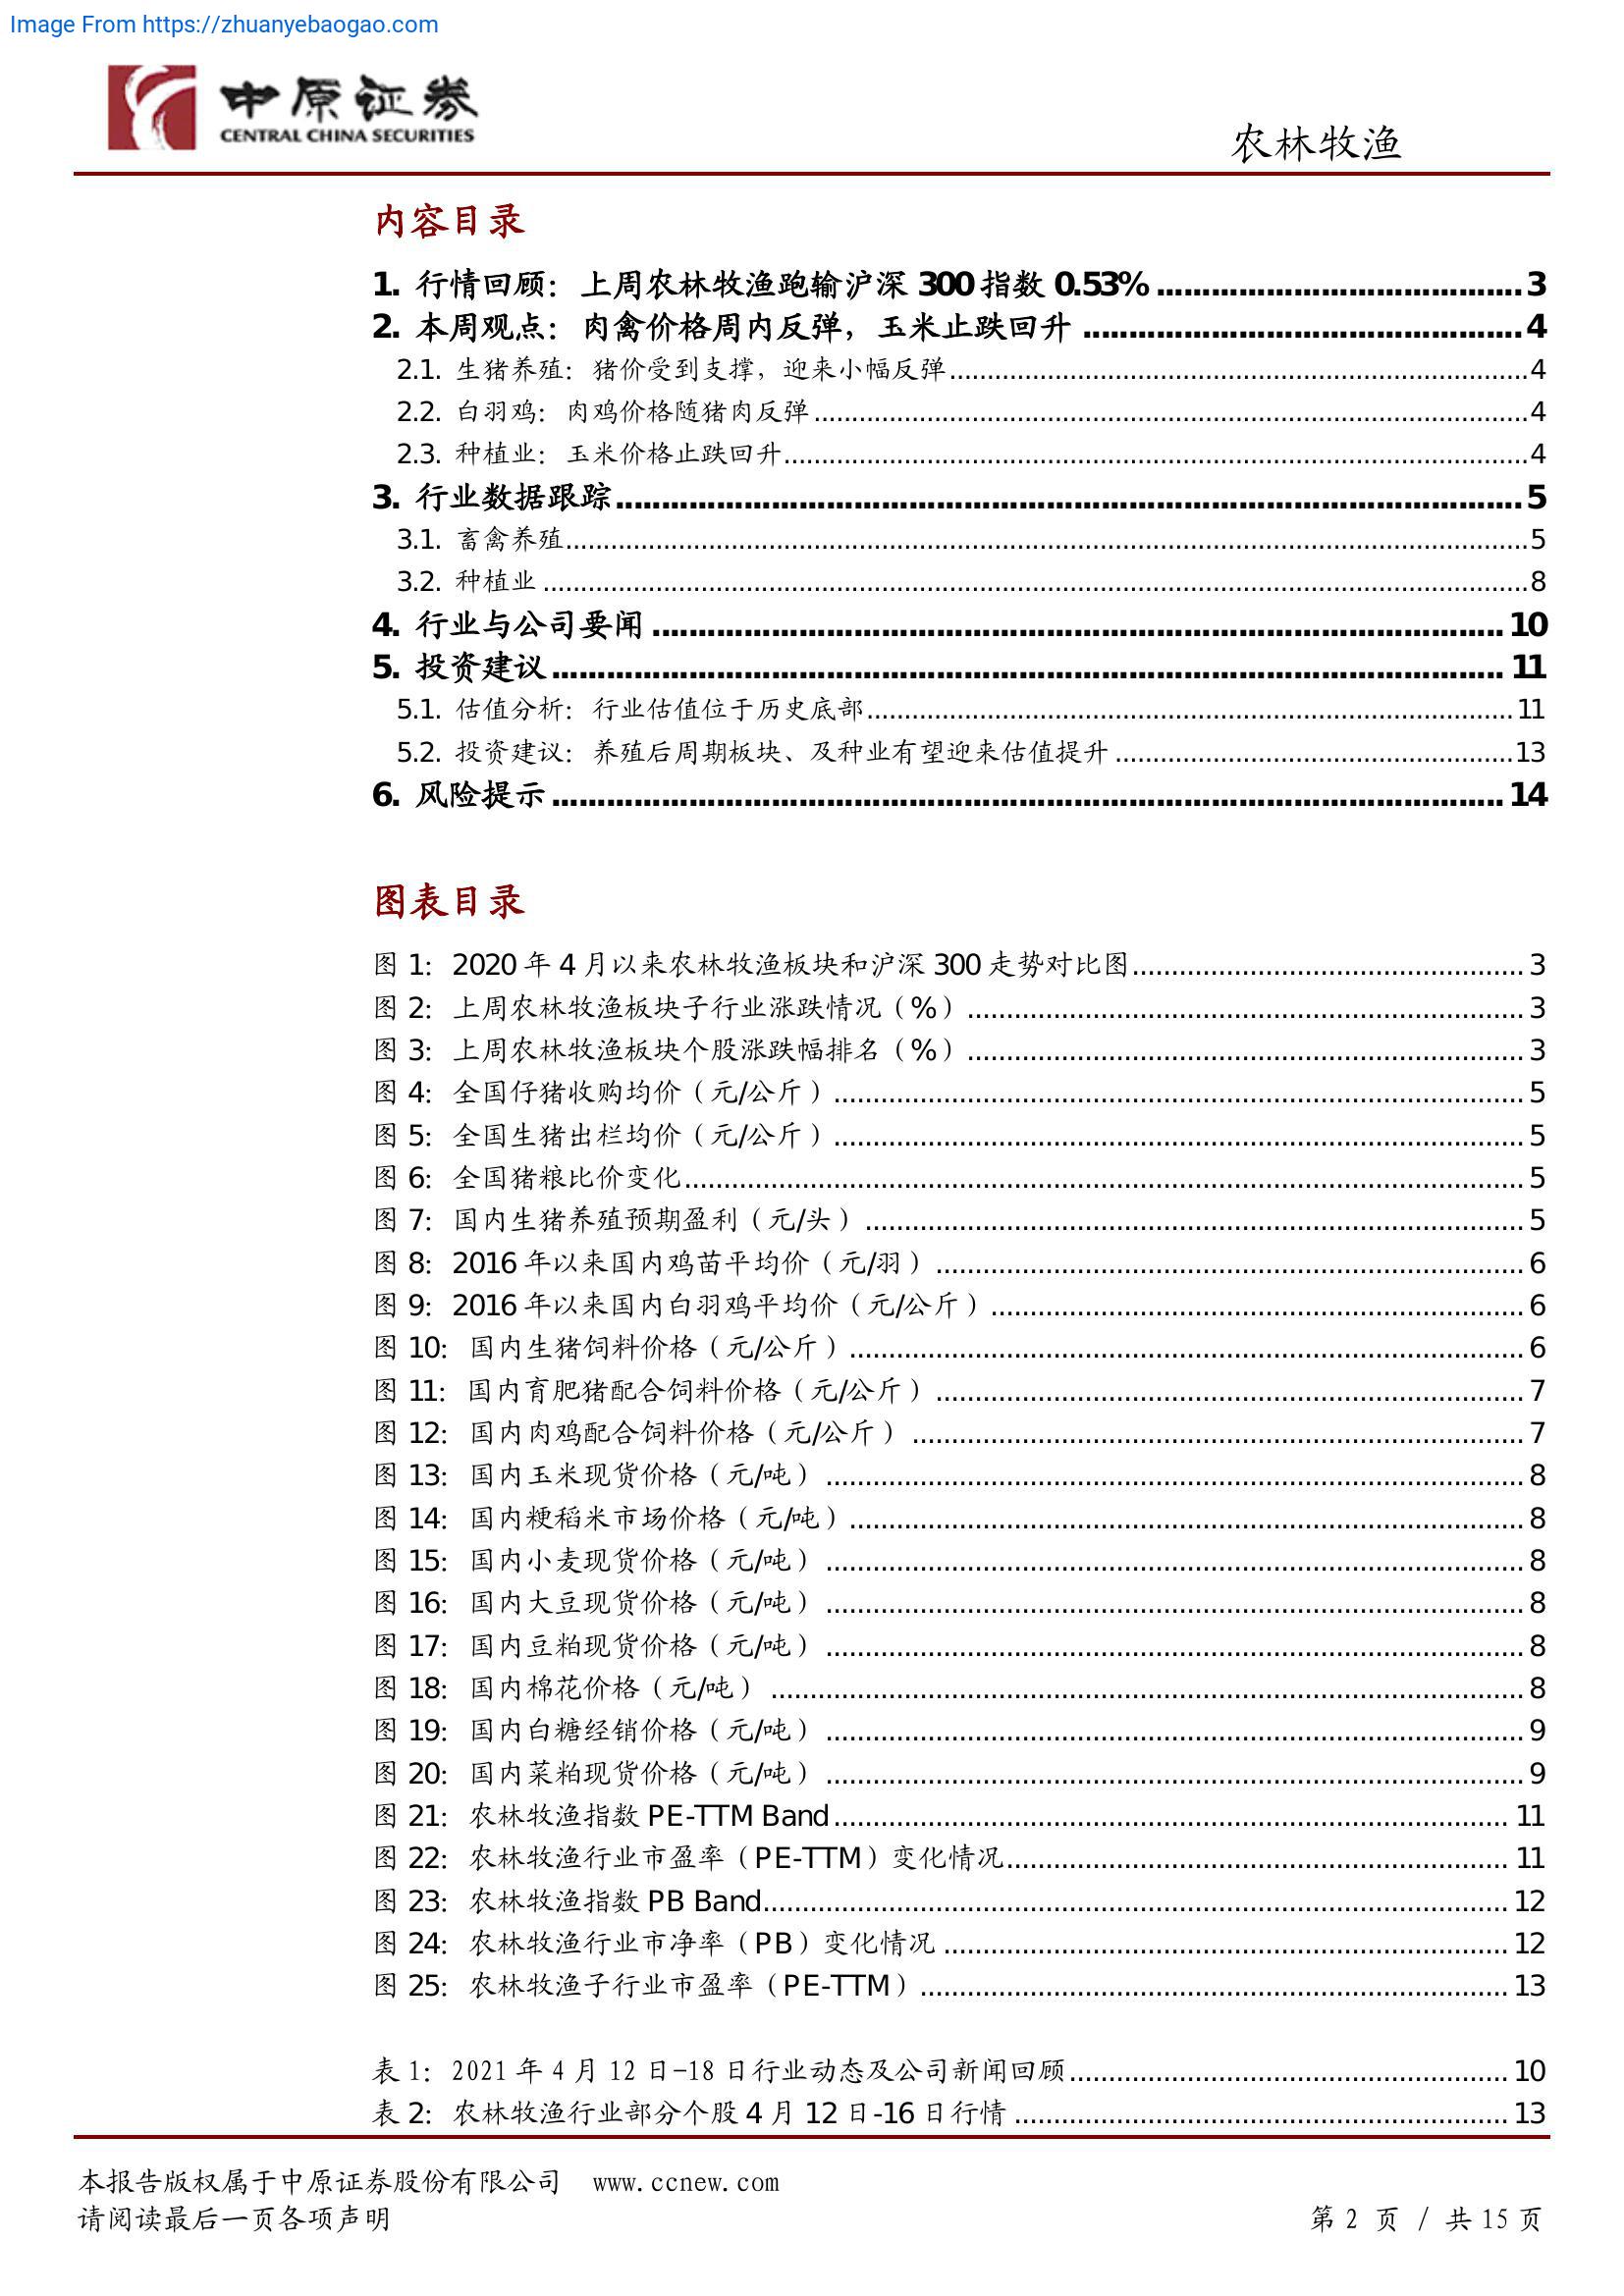 Image From https://zhuanyebaogao.com
中原证券
CENTRAL CHINA SECURITIES
农林牧渔
内容目录
1. 行情回顾：上周农林牧渔跑输沪深 300 指数 0.53%........................................3
2. 本周观点：肉禽价格周内反弹，玉米止跌回升................................................4
2.1. 生猪养殖：猪价受到支撑，迎来小幅反弹................................................4
2.2. 白羽鸡：肉鸡价格随猪肉反弹................................................4
2.3. 种植业：玉米价格止跌回升................................................4
3. 行业数据跟踪................................................5
3.1. 畜禽养殖................................................5
3.2. 种植业................................................8
4. 行业与公司要闻................................................10
5. 投资建议................................................11
5.1. 估值分析：行业估值位于历史底部................................................11
5.2. 投资建议：养殖后周期板块、及种业有望迎来估值提升................................................13
6. 风险提示................................................14
图表目录
图 1：2020 年 4 月以来农林牧渔板块和沪深 300 走势对比图................................................3
图 2：上周农林牧渔板块子行业涨跌情况（%）................................................3
图 3：上周农林牧渔板块个股涨跌幅排名（%）................................................3
图 4：全国仔猪收购均价（元/公斤）................................................5
图 5：全国生猪出栏均价（元/公斤）................................................5
图 6：全国猪粮比价变化................................................5
图 7：国内生猪养殖预期盈利（元/头）................................................5
图 8：2016 年以来国内鸡苗平均价（元/羽）................................................6
图 9：2016 年以来国内白羽鸡平均价（元/公斤）................................................6
图 10：国内生猪饲料价格（元/公斤）................................................6
图 11：国内育肥猪配合饲料价格（元/公斤）................................................7
图 12：国内肉鸡配合饲料价格（元/公斤）................................................7
图 13：国内玉米现货价格（元/吨）................................................8
图 14：国内粳稻米市场价格（元/吨）................................................8
图 15：国内小麦现货价格（元/吨）................................................8
图 16：国内大豆现货价格（元/吨）................................................8
图 17：国内豆粕现货价格（元/吨）................................................8
图 18：国内棉花价格（元/吨）................................................8
图 19：国内白糖经销价格（元/吨）................................................9
图 20：国内菜粕现货价格（元/吨）................................................9
图 21：农林牧渔指数 PE-TTM Band................................................11
图 22：农林牧渔行业市盈率（PE-TTM）变化情况................................................11
图 23：农林牧渔指数 PB Band................................................12
图 24：农林牧渔行业市净率（PB）变化情况................................................12
图 25：农林牧渔子行业市盈率（PE-TTM）................................................13
表 1：2021 年 4 月 12 日-18 日行业动态及公司新闻回顾................................................10
表 2：农林牧渔行业部分个股 4 月 12 日-16 日行情................................................13
本报告版权属于中原证券股份有限公司 www.ccnew.com
请阅读最后一页各项声明
第 2 页 / 共 15 页